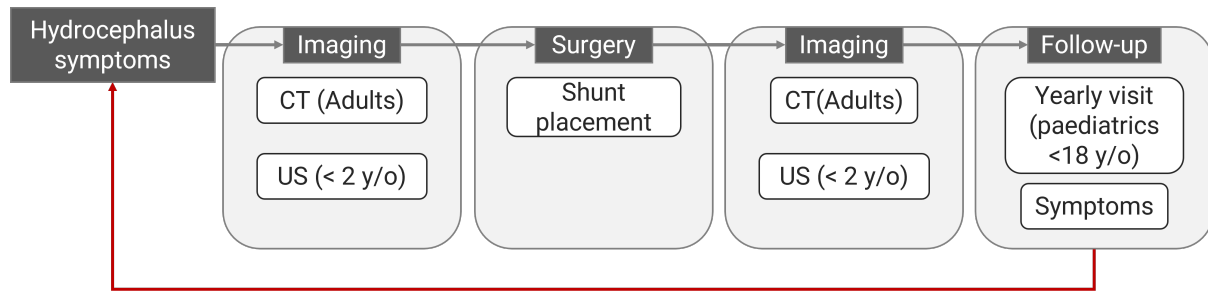 Hydrocephalus
symptoms
Imaging
CT (Adults)
US (< 2 y/o)
Surgery
Shunt
placement
Imaging
CT(Adults)
US (< 2 y/o)
Follow-up
Yearly visit
(paediatrics
<18 y/o)
Symptoms